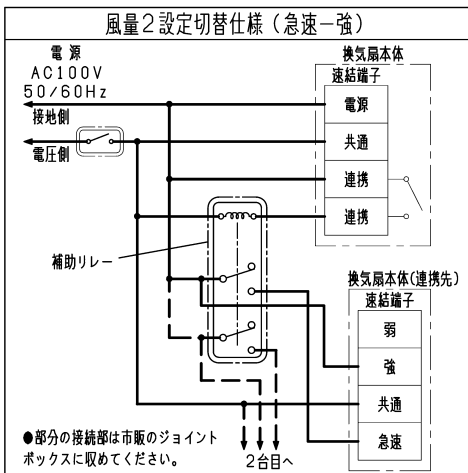 風量2設定切替仕様（急速－強）
電源
AC100V
50/60Hz
接地側
電圧側
換気扇本体
速結端子
電源
共通
連携
連携
補助リレー
換気扇本体(連携先)
速結端子
弱
強
共通
急速
●部分の接続部は市販のジョイント
ボックスに収めてください。
2台目へ